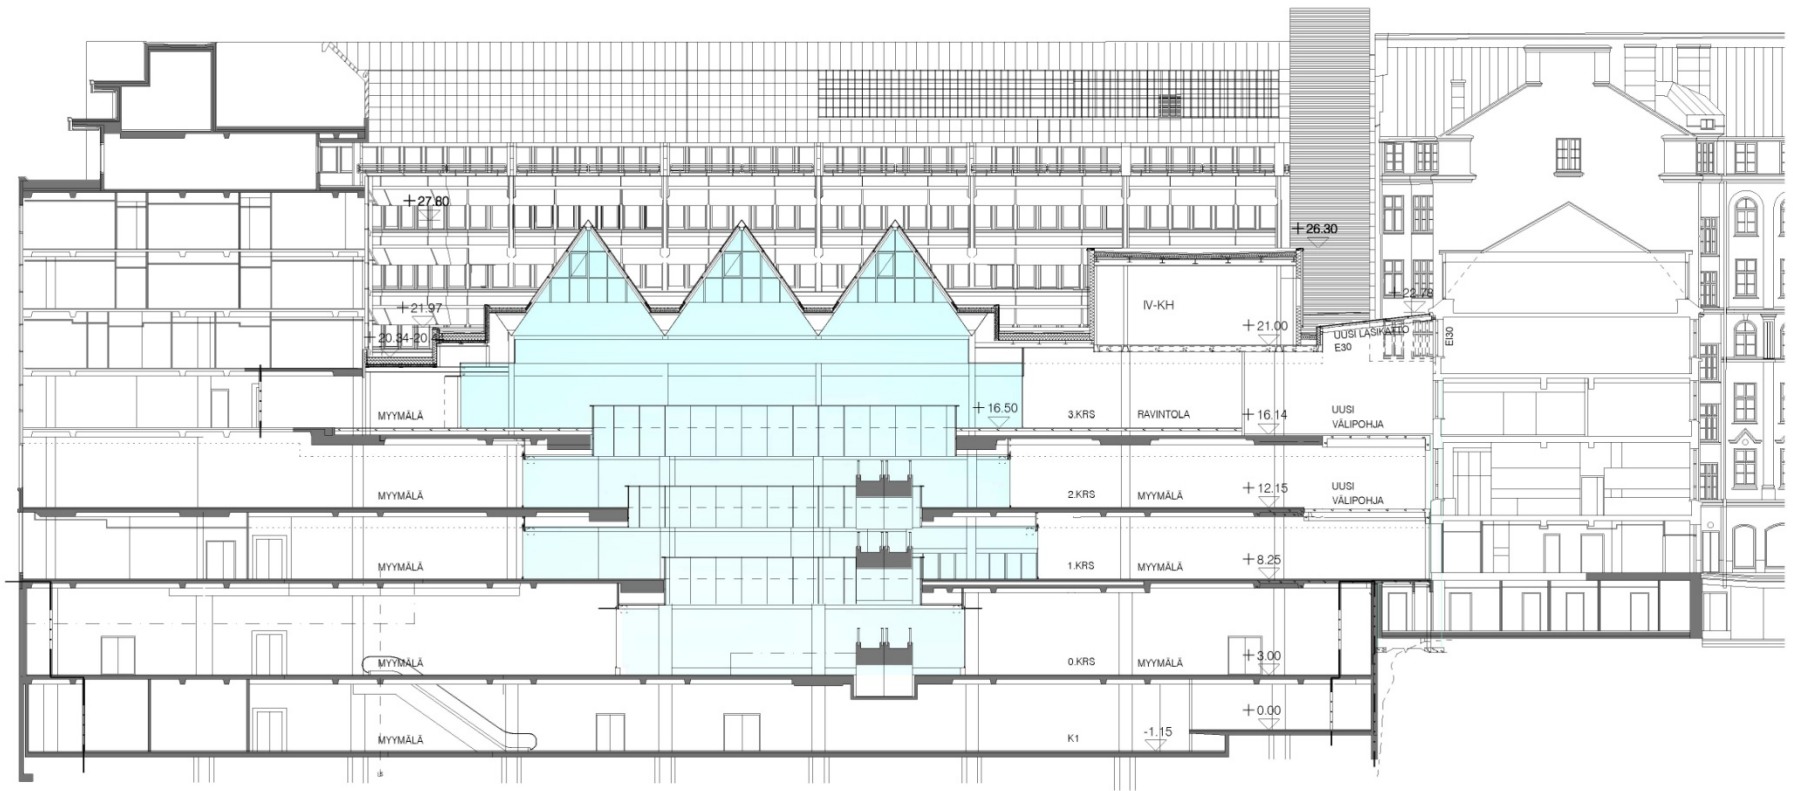 +27.80
+26.30
+22.78
IV-KH
+21.97
+21.00
UUSI LASIKATTO
E30
EI30
+20.34-20.
MYYMÄLÄ
+16.50
3.KRS
RAVINTOLA
+16.14
UUSI
VÄLIPOHJA
MYYMÄLÄ
2.KRS
MYYMÄLÄ
+12.15
UUSI
VÄLIPOHJA
MYYMÄLÄ
1.KRS
MYYMÄLÄ
+8.25
MYYMÄLÄ
0.KRS
MYYMÄLÄ
+3.00
+0.00
MYYMÄLÄ
K1
-1.15